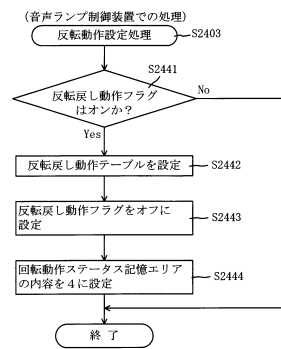 (音声ランプ制御装置での処理)
反転動作設定処理
S2403
S2441
反転戻し動作フラグ
はオンか?
No
Yes
反転戻し動作テーブルを設定
S2442
反転戻し動作フラグをオフに
設定
S2443
回転動作ステータス記憶エリア
の内容を4に設定
S2444
終了